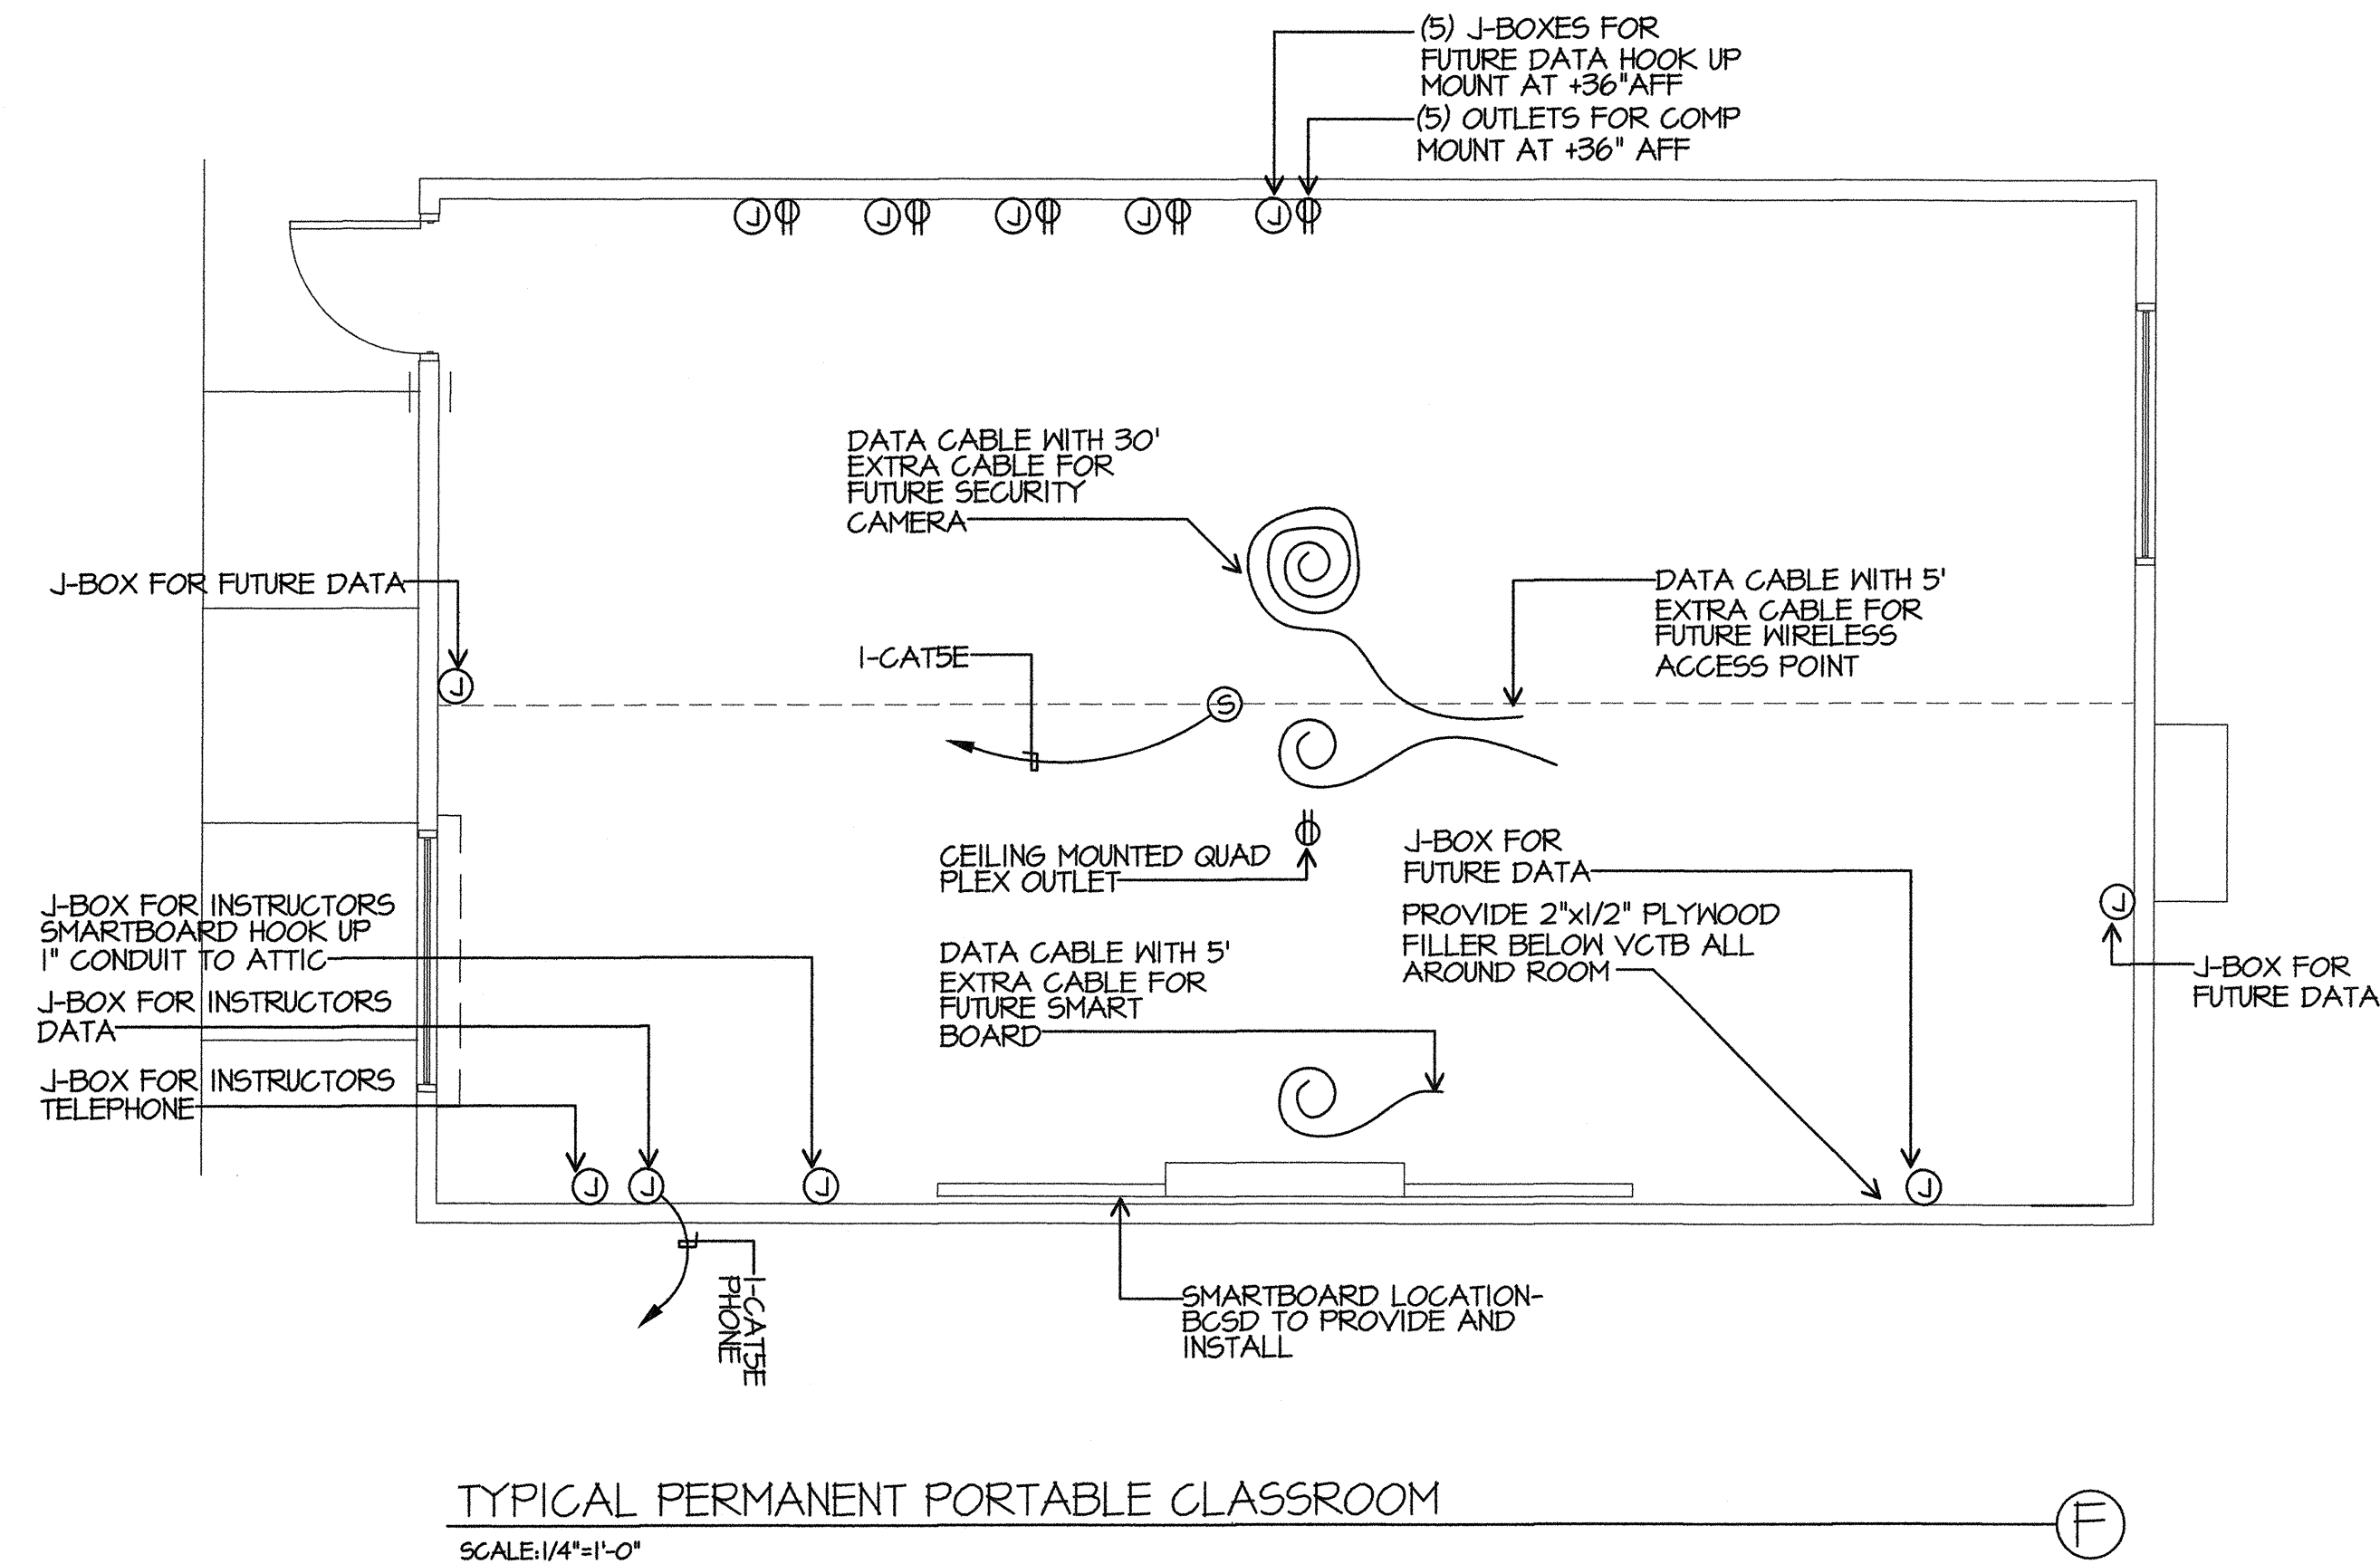 (5) J-BOXES FOR
FUTURE DATA HOOK UP
MOUNT AT +36"AFF
(5) OUTLETS FOR COMP
MOUNT AT +36" AFF
J
J
J
J
J
DATA CABLE WITH 30'
EXTRA CABLE FOR
FUTURE SECURITY
CAMERA
J-BOX FOR FUTURE DATA
J
1-CAT5E
S
DATA CABLE WITH 5'
EXTRA CABLE FOR
FUTURE WIRELESS
ACCESS POINT
CEILING MOUNTED QUAD
PLEX OUTLET
J-BOX FOR
FUTURE DATA
PROVIDE 2"x1/2" PLYWOOD
FILLER BELOW VCTB ALL
AROUND ROOM
J
J-BOX FOR
FUTURE DATA
J-BOX FOR INSTRUCTORS
SMARTBOARD HOOK UP
1" CONDUIT TO ATTIC
J-BOX FOR INSTRUCTORS
DATA
J-BOX FOR INSTRUCTORS
TELEPHONE
DATA CABLE WITH 5'
EXTRA CABLE FOR
FUTURE SMART
BOARD
J
J
J
J
1-CAT5E
PHONE
SMARTBOARD LOCATION-
BCSD TO PROVIDE AND
INSTALL
TYPICAL PERMANENT PORTABLE CLASSROOM
F
SCALE:1/4"=1'-0"